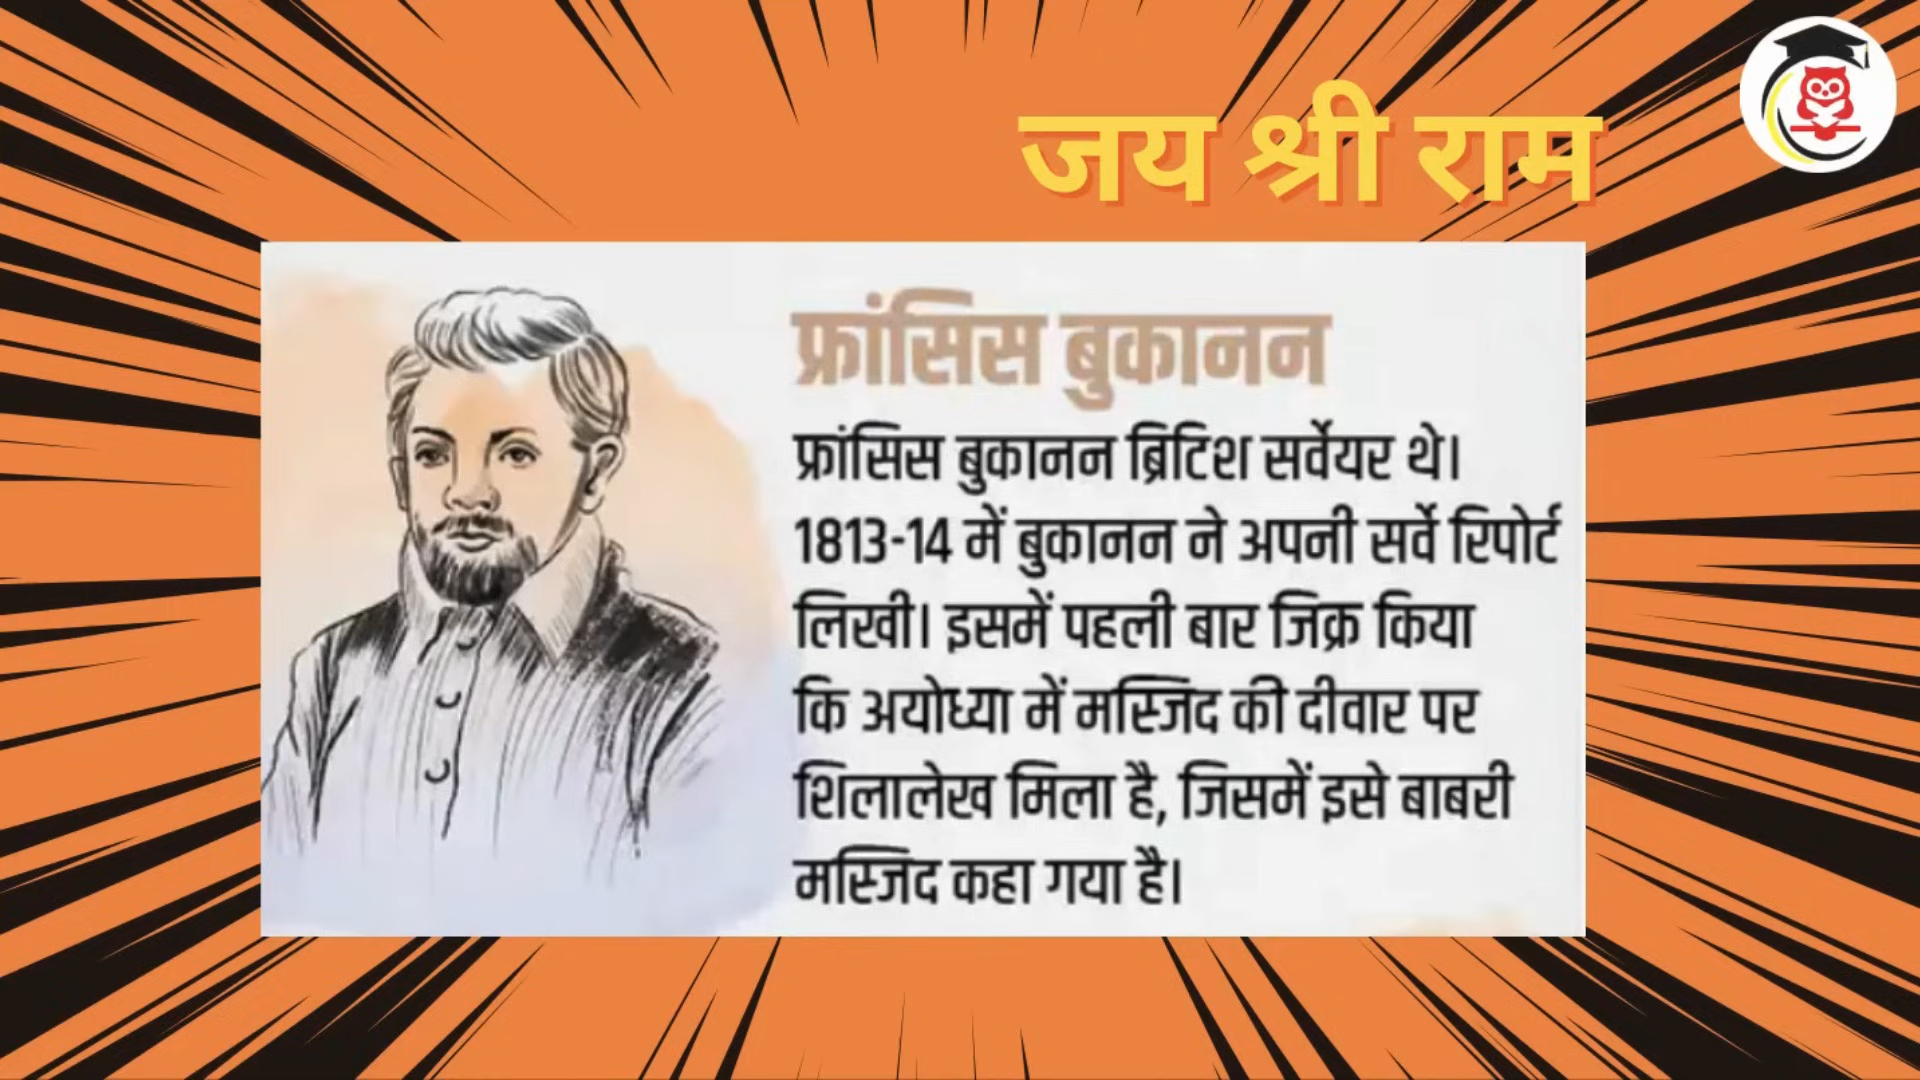 जय श्री राम
फ्रांसिस बुकानन
फ्रांसिस बुकानन ब्रिटिश सर्वेयर थे।
1813-14 में बुकानन ने अपनी सर्वे रिपोर्ट
लिखी। इसमें पहली बार जिक्र किया
कि अयोध्या में मस्जिद की दीवार पर
शिलालेख मिला है, जिसमें इसे बाबरी
मस्जिद कहा गया है।